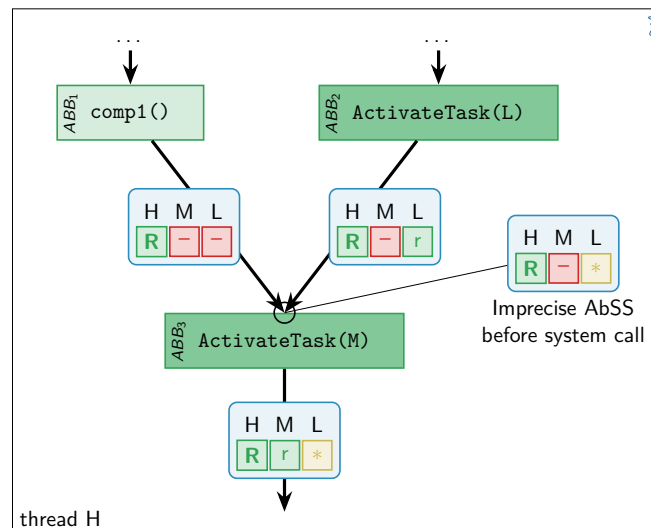 ... ...
ABB1 comp1() ABB2 ActivateTask(L)
H M L H M L H M L
R – – R – r R – *
Imprecise AbSS
before system call
ABB3 ActivateTask(M)
H M L
R r *
thread H